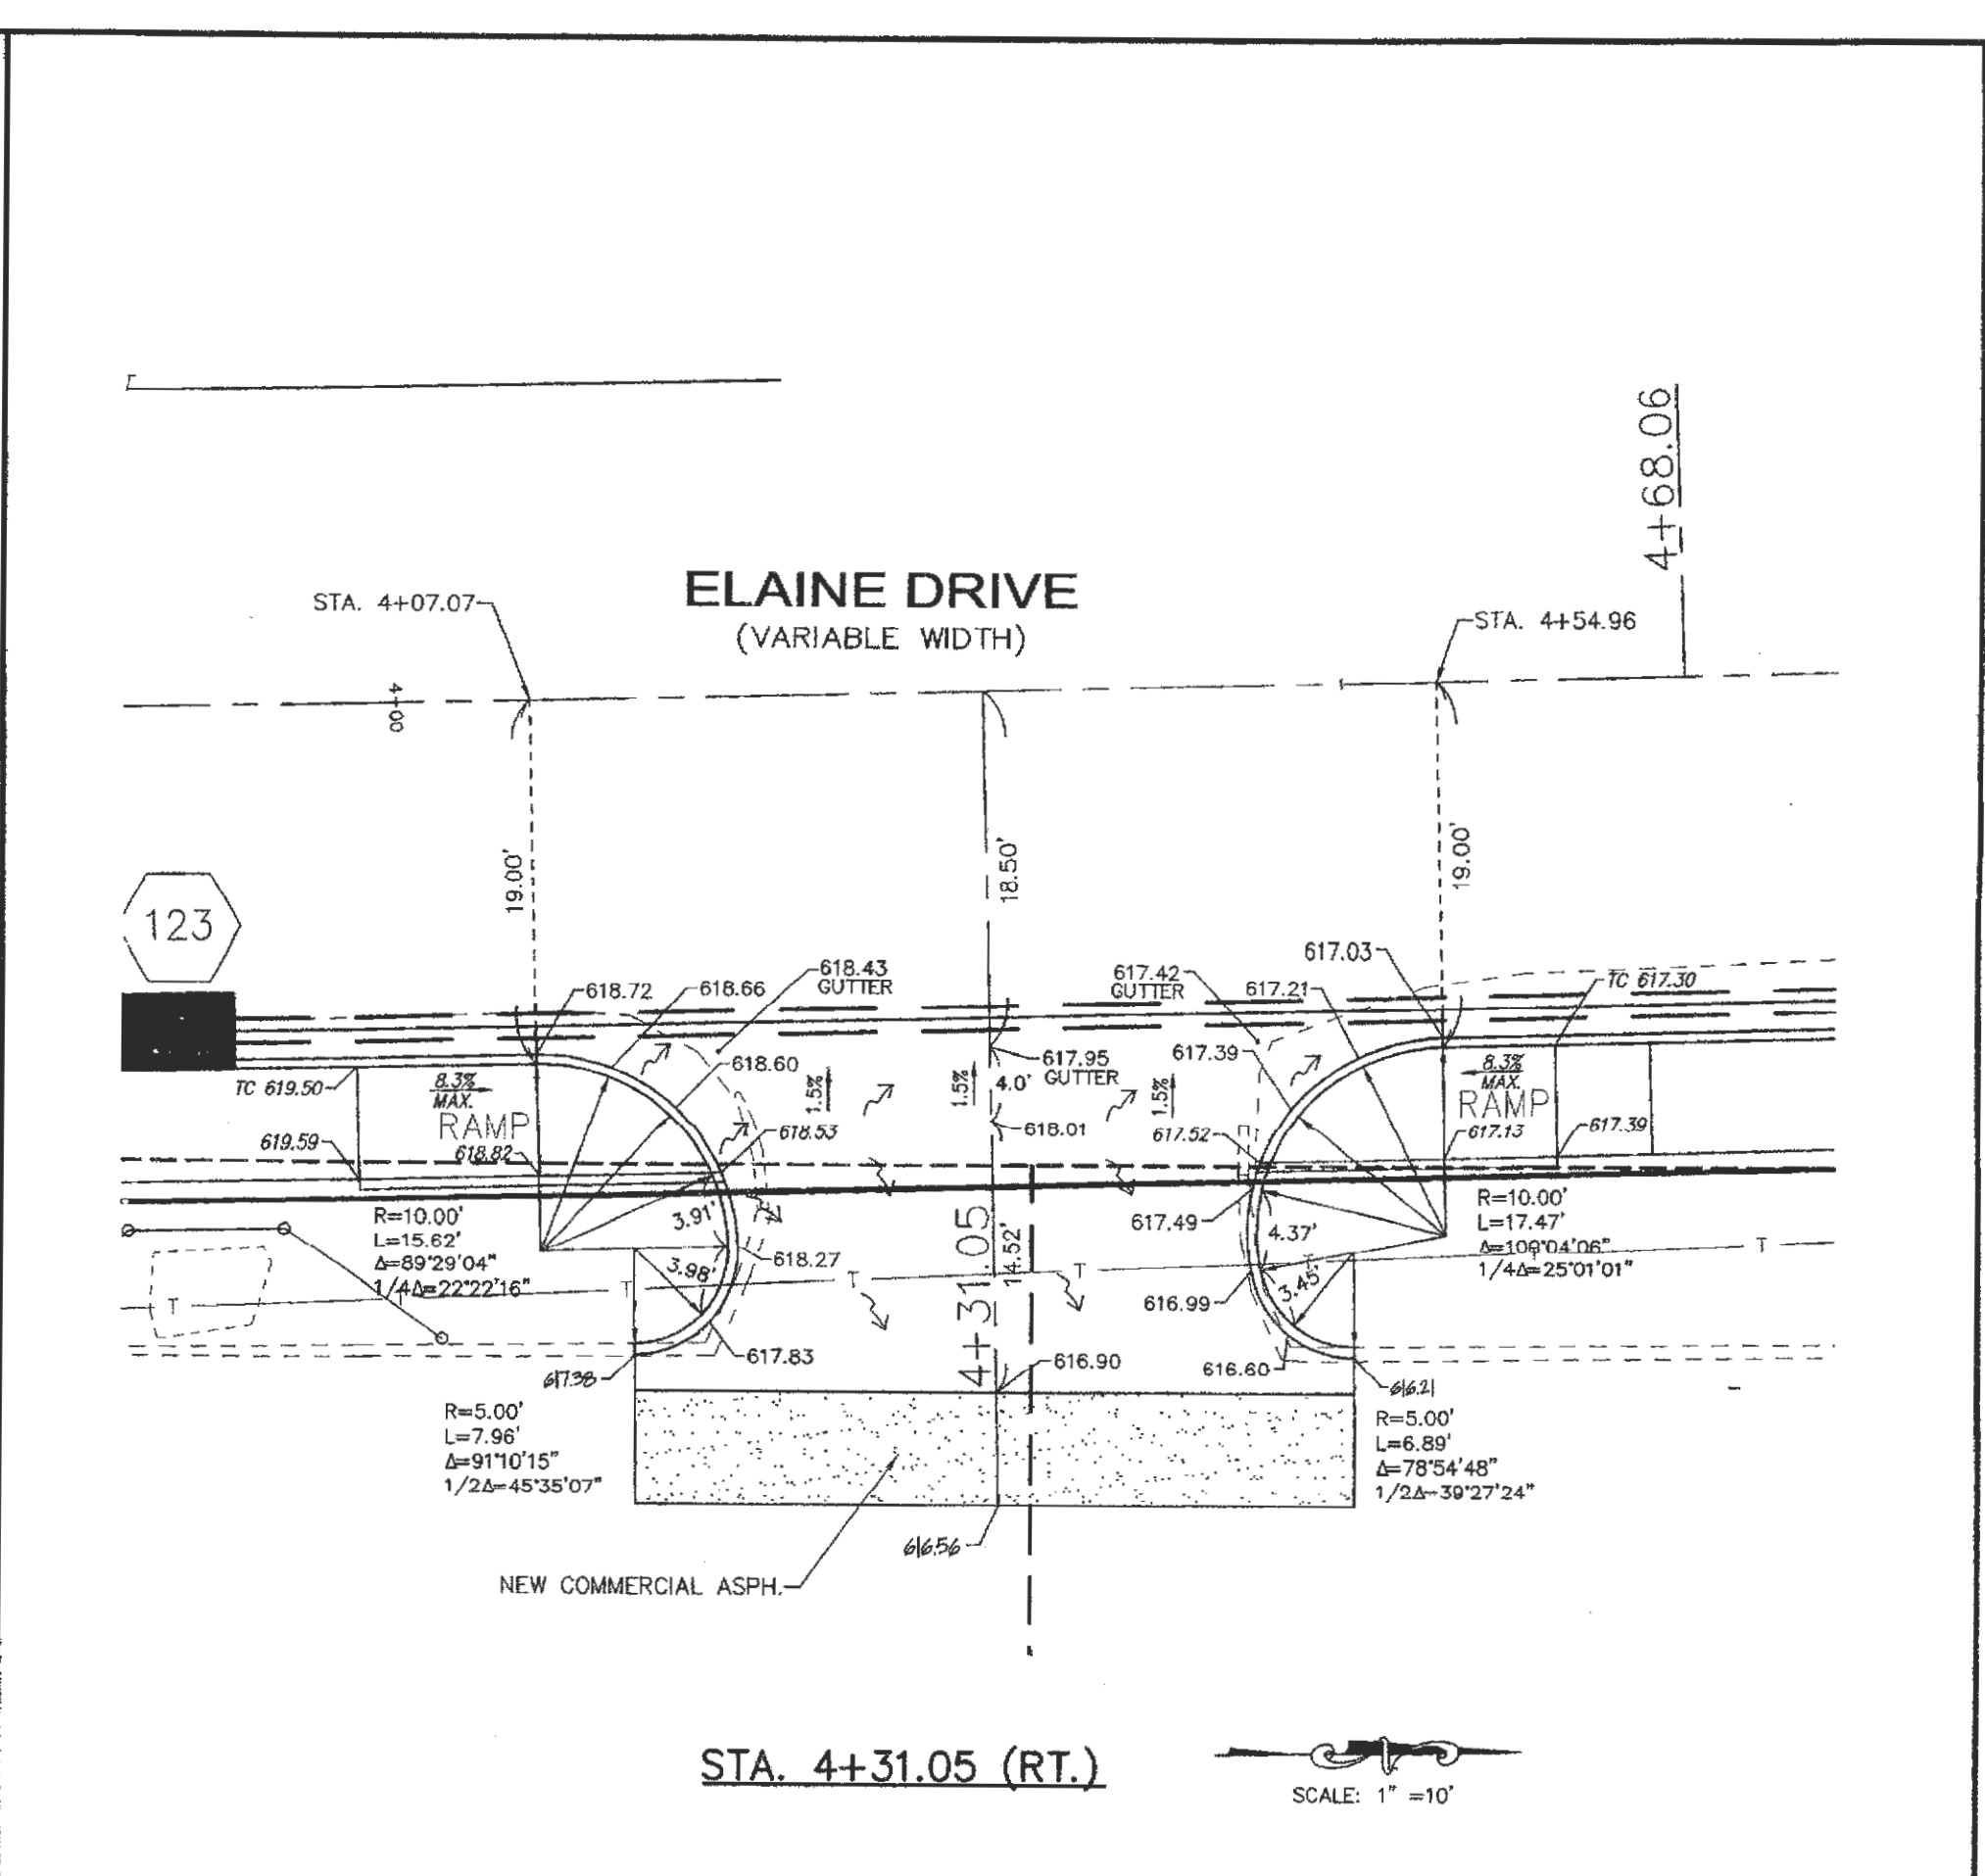 4+68.06
ELAINE DRIVE
(VARIABLE WIDTH)
STA. 4+07.07
STA. 4+54.96
4+00
19.00'
18.50'
19.00'
123
618.72
618.66
618.43
GUTTER
617.42
GUTTER
617.03
617.21
TC 617.30
618.60
617.95
GUTTER
617.39
TC 619.50
8.3%
MAX.
RAMP
1.5%
1.5%
4.0'
1.5%
8.3%
MAX.
RAMP
619.59
618.82
618.53
618.01
617.52
617.13
617.39
R=10.00'
L=15.62'
Δ=89°29'04"
1/4Δ=22°22'16"
3.91'
3.98'
618.27
617.83
617.38
4+31.05
14.52'
617.49
4.37'
616.99
3.45'
R=10.00'
L=17.47'
Δ=100°04'06"
1/4Δ=25°01'01"
T
T
T
T
T
T
616.90
616.60
616.21
R=5.00'
L=7.96'
Δ=91°10'15"
1/2Δ=45°35'07"
R=5.00'
L=6.89'
Δ=78°54'48"
1/2Δ=39°27'24"
616.56
NEW COMMERCIAL ASPH.
STA. 4+31.05 (RT.)
SCALE: 1" =10'